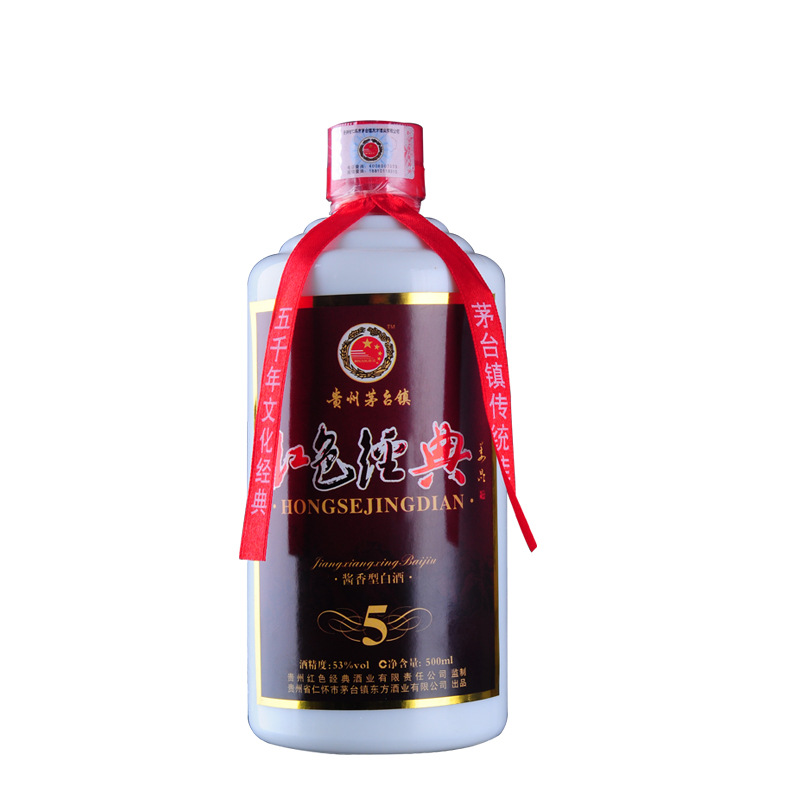 五千年文化经典
茅台镇传统
TM
贵州茅台镇
红色经典
·HONGSEJINGDIAN·
Jiangxiangxing Baijiu
·酱香型白酒·
5
酒精度:53%vol C净含量: 500ml
贵州红色经典酒业有限责任公司 监制
贵州省仁怀市茅台镇东方酒业有限公司 出品